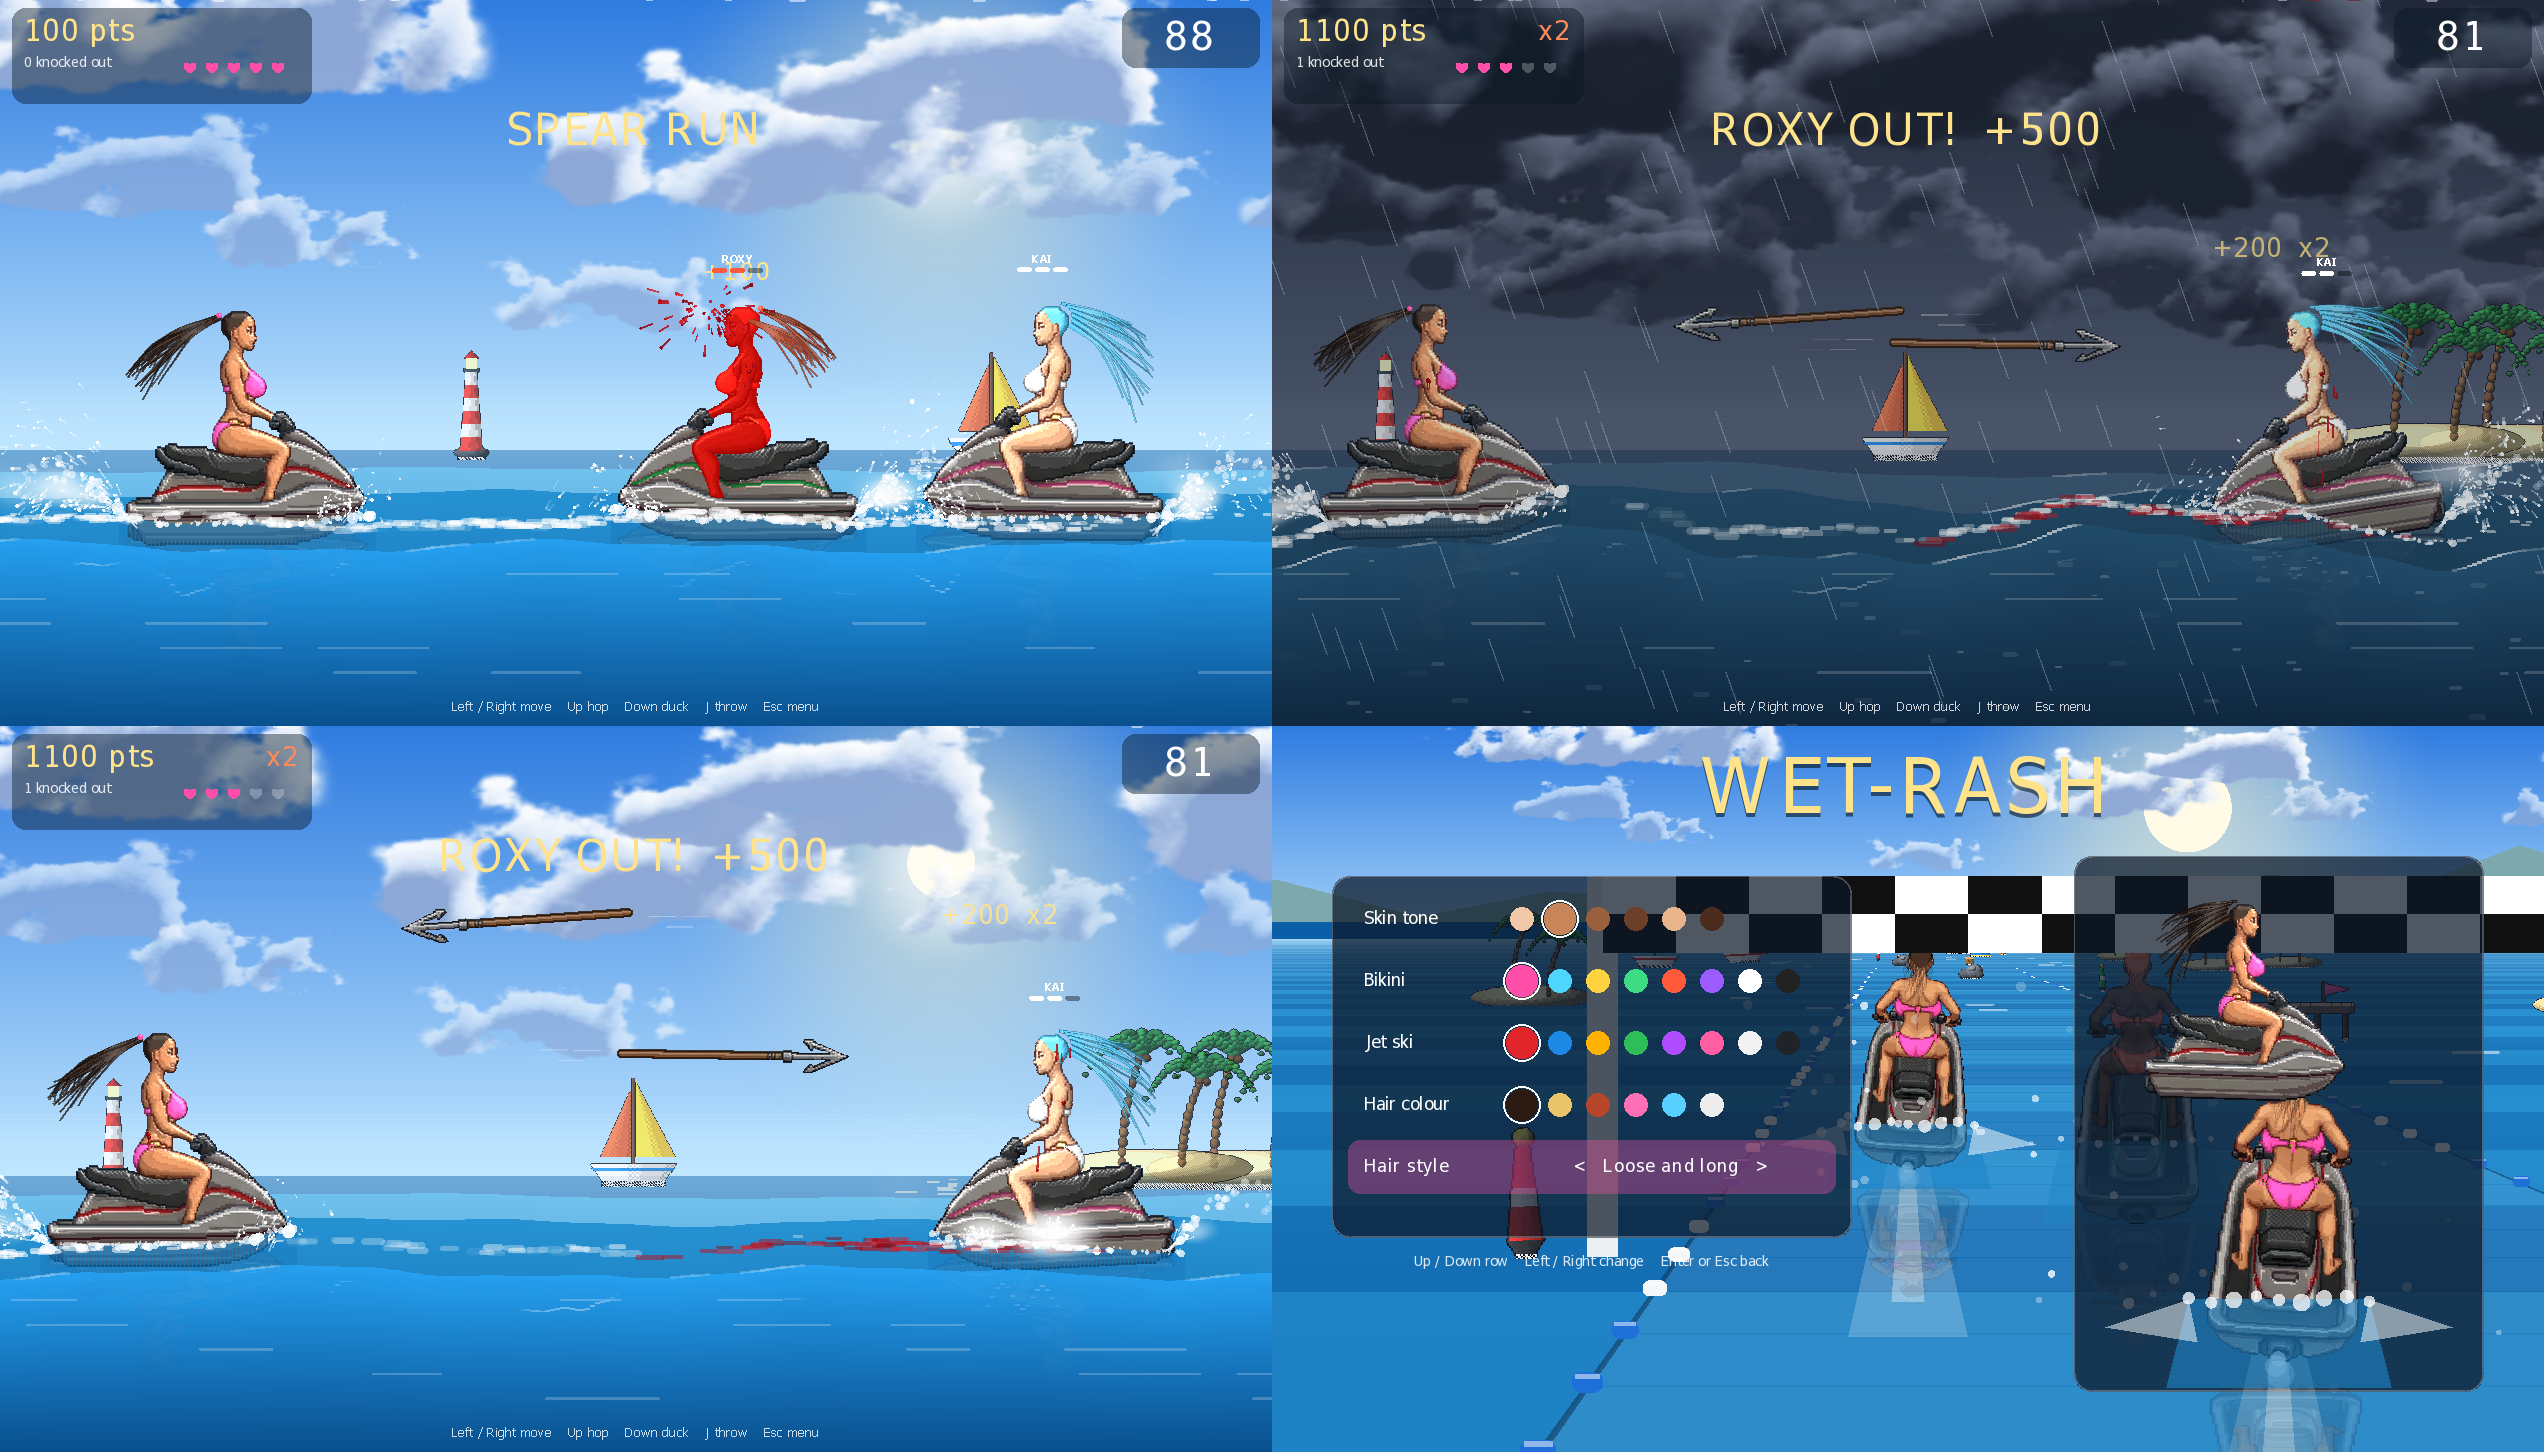 100 pts
0 knocked out
88
SPEAR RUN
ROXY
+100
KAI
Left / Right move Up hop Down duck J throw Esc menu
1100 pts x2
1 knocked out
81
ROXY OUT! +500
+200 x2
KAI
Left / Right move Up hop Down duck J throw Esc menu
1100 pts x2
1 knocked out
81
ROXY OUT! +500
+200 x2
KAI
Left / Right move Up hop Down duck J throw Esc menu
WET-RASH
Skin tone
Bikini
Jet ski
Hair colour
Hair style < Loose and long >
Up / Down row Left / Right change Enter or Esc back